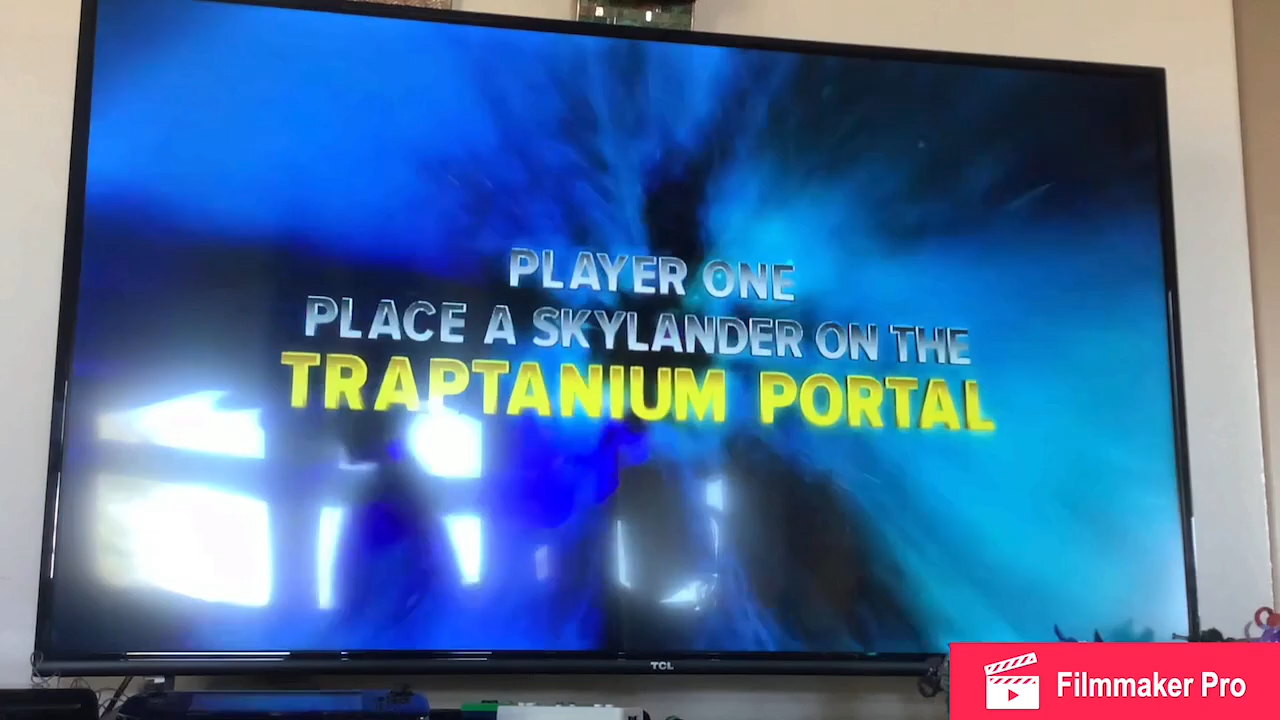 PLAYER ONE
PLACE A SKYLANDER ON THE
TRAPTANIUM PORTAL
TCL
Filmmaker Pro